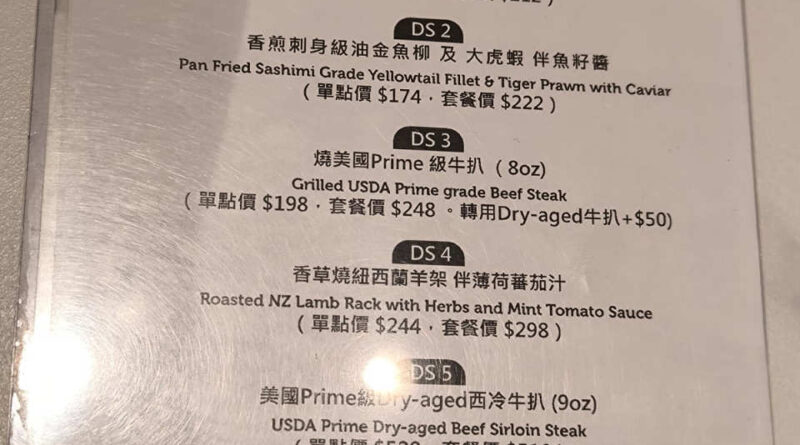 DS 2
香煎刺身級油金魚柳 及 大虎蝦 伴魚籽醬
Pan Fried Sashimi Grade Yellowtail Fillet & Tiger Prawn with Caviar
( 單點價 $174，套餐價 $222 )
DS 3
燒美國Prime 級牛扒 ( 8oz)
Grilled USDA Prime grade Beef Steak
( 單點價 $198，套餐價 $248 。轉用Dry-aged牛扒+$50)
DS 4
香草燒紐西蘭羊架 伴薄荷蕃茄汁
Roasted NZ Lamb Rack with Herbs and Mint Tomato Sauce
( 單點價 $244，套餐價 $298 )
DS 5
美國Prime級Dry-aged西冷牛扒 (9oz)
USDA Prime Dry-aged Beef Sirloin Steak